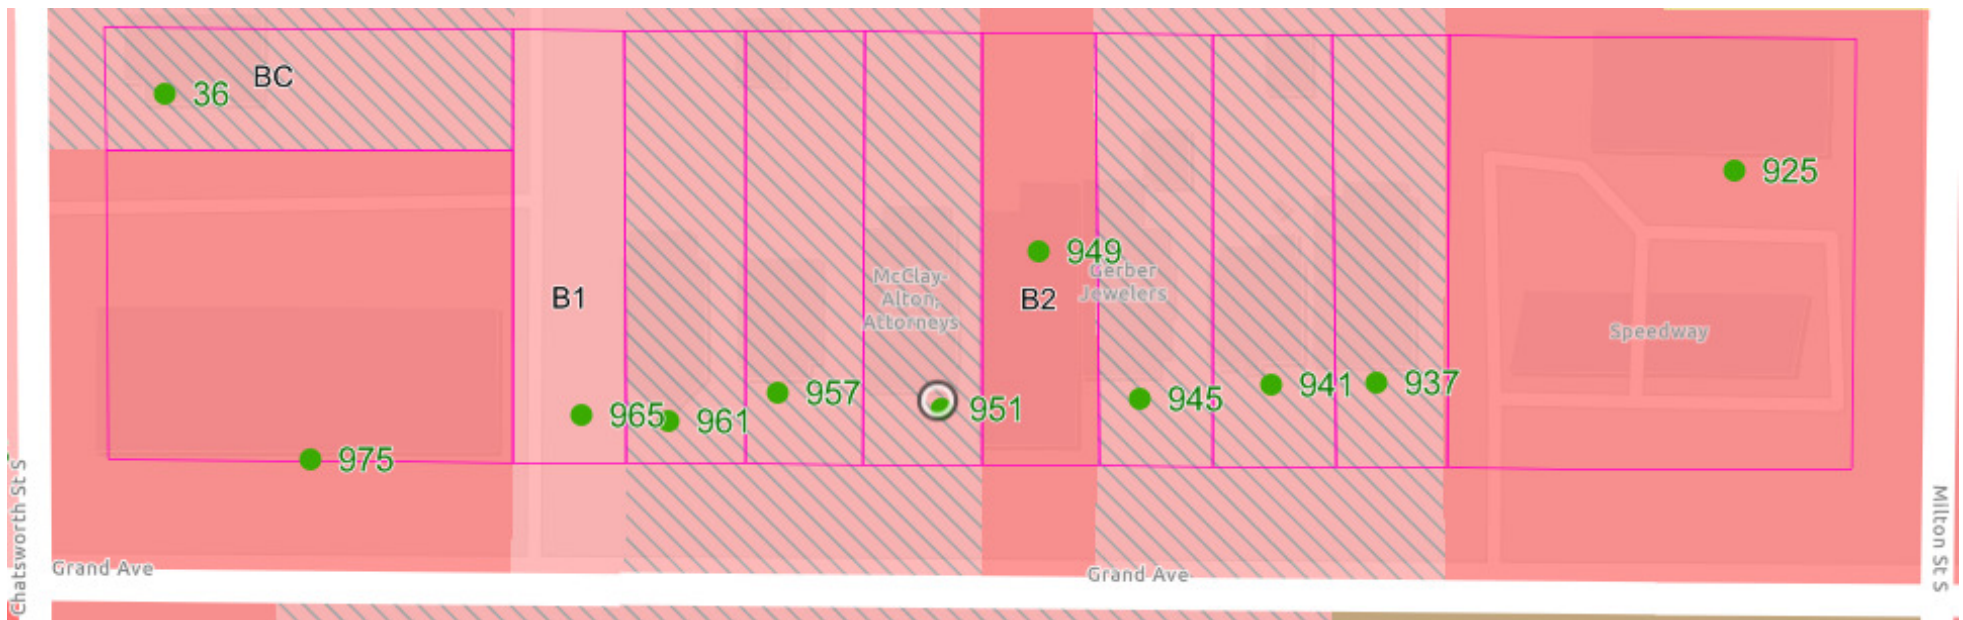 BC
36
925
949
Gerber
Jewelers
McClay-
Alton,
Attorneys
B1
B2
Speedway
957
945
941
937
965
961
951
975
Chatsworth St S
Milton St S
Grand Ave
Grand Ave